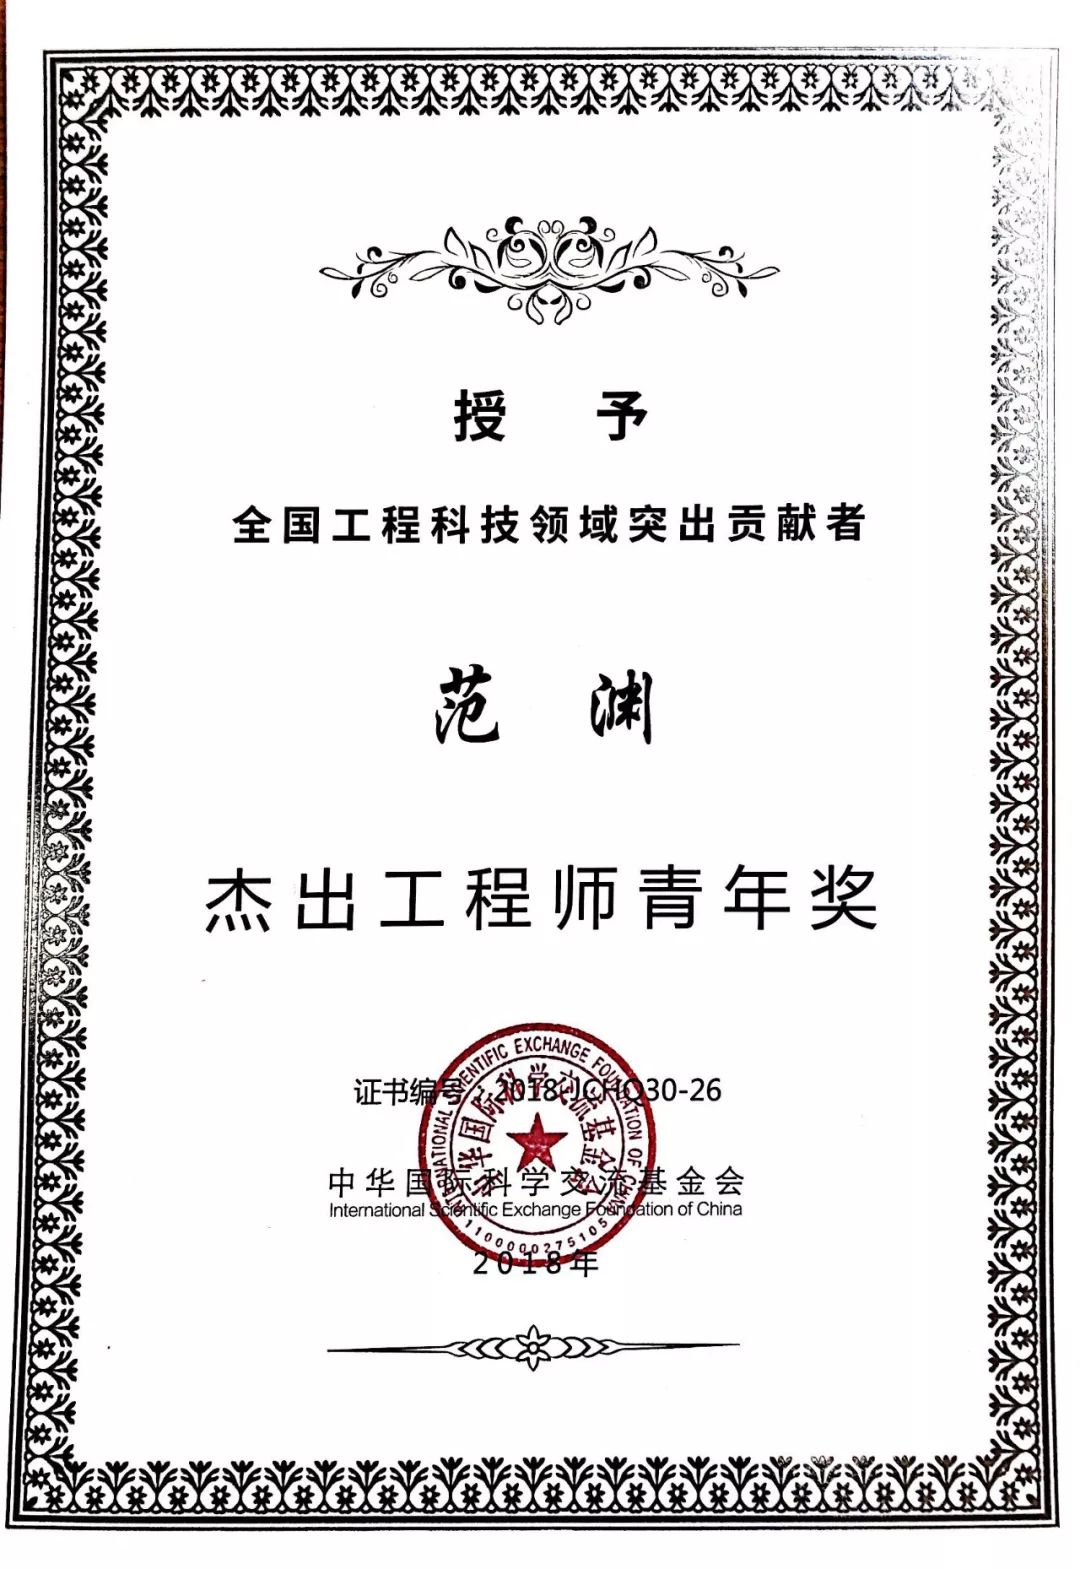 授 予
全国工程科技领域突出贡献者
范 渊
杰出工程师青年奖
证书编号：2018-JCHQ30-26
中华国际科学交流基金会
International Scientific Exchange Foundation of China
2018年
INTERNATIONAL SCIENTIFIC EXCHANGE FOUNDATION OF CHINA
中华国际科学交流基金会
1100000275105